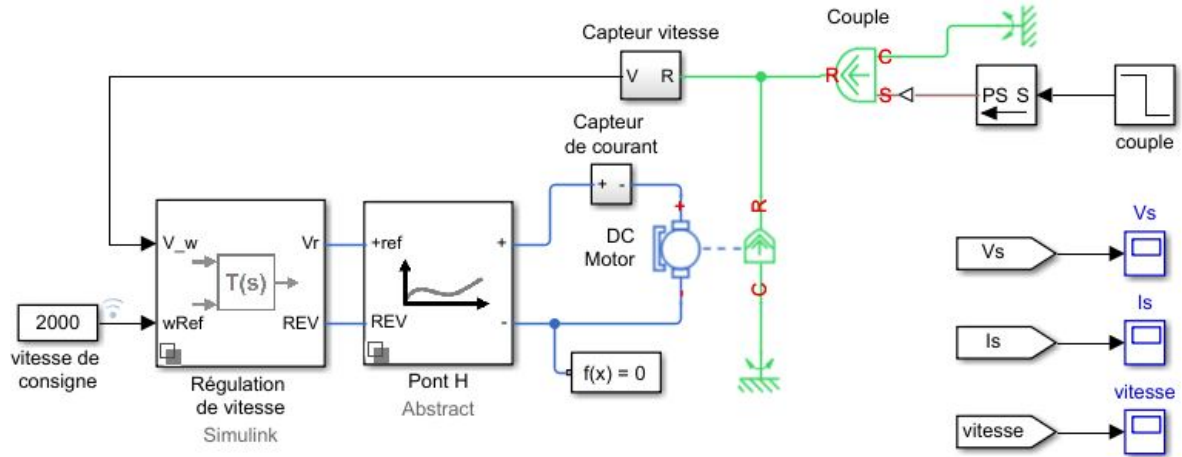 Couple
Capteur vitesse
V R
R
C
S
PS S
couple
Capteur
de courant
+ -
V_w
wRef
T(s)
Vr
REV
+ref
REV
+
-
+
-
DC
Motor
R
C
2000
vitesse de
consigne
Régulation
de vitesse
Simulink
Pont H
Abstract
f(x) = 0
Vs
Vs
Is
Is
vitesse
vitesse